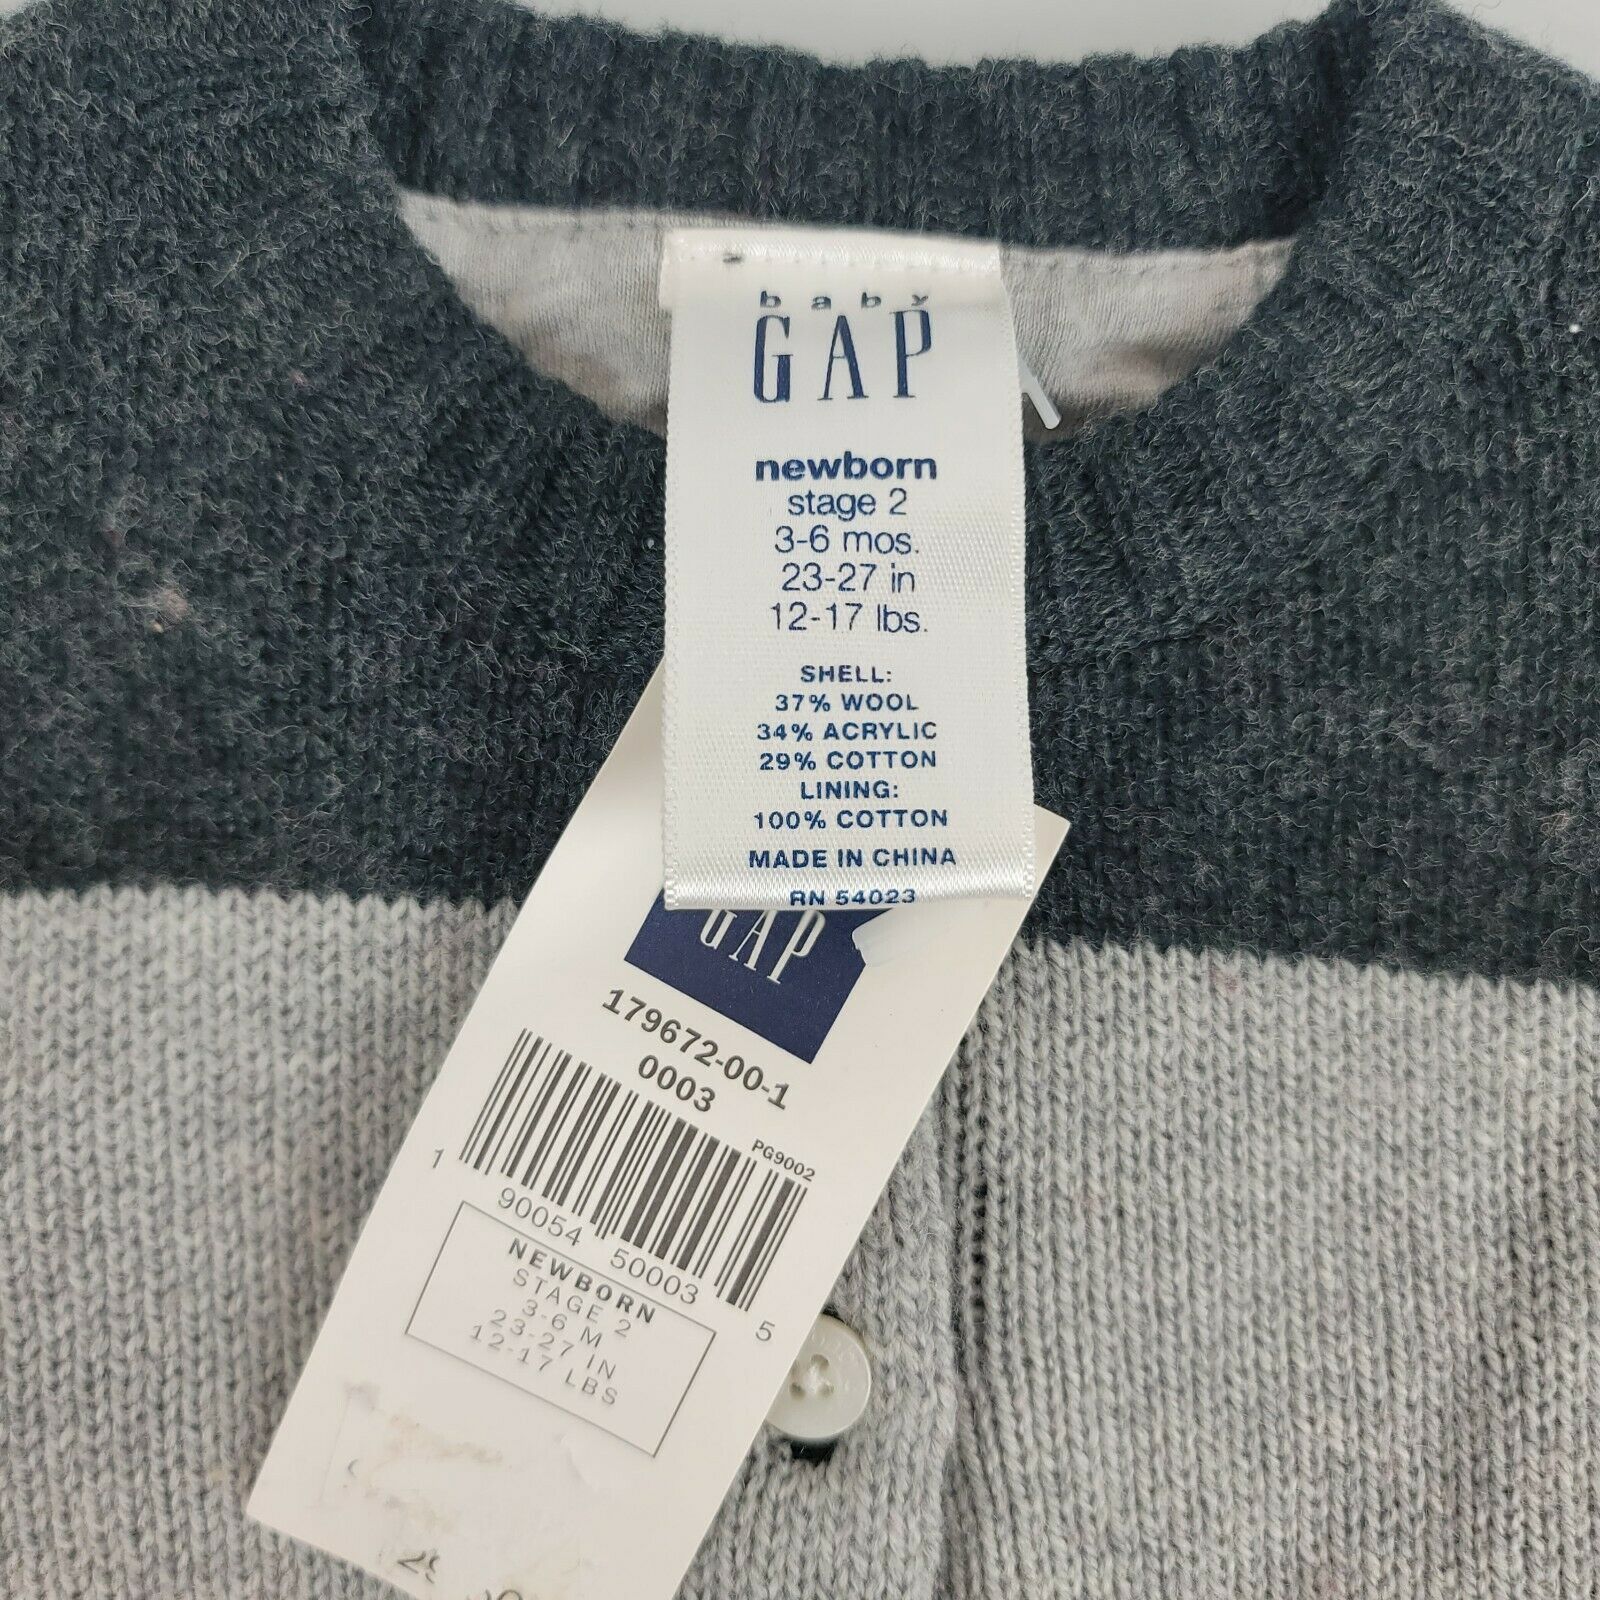 baby
GAP
newborn
stage 2
3-6 mos.
23-27 in
12-17 lbs.
SHELL:
37% WOOL
34% ACRYLIC
29% COTTON
LINING:
100% COTTON
MADE IN CHINA
RN 54023
GAP
179672-00-1
0003
PG9002
1 90054 50003 5
NEWBORN
STAGE 2
3-6 M
23-27 IN
12-17 LBS